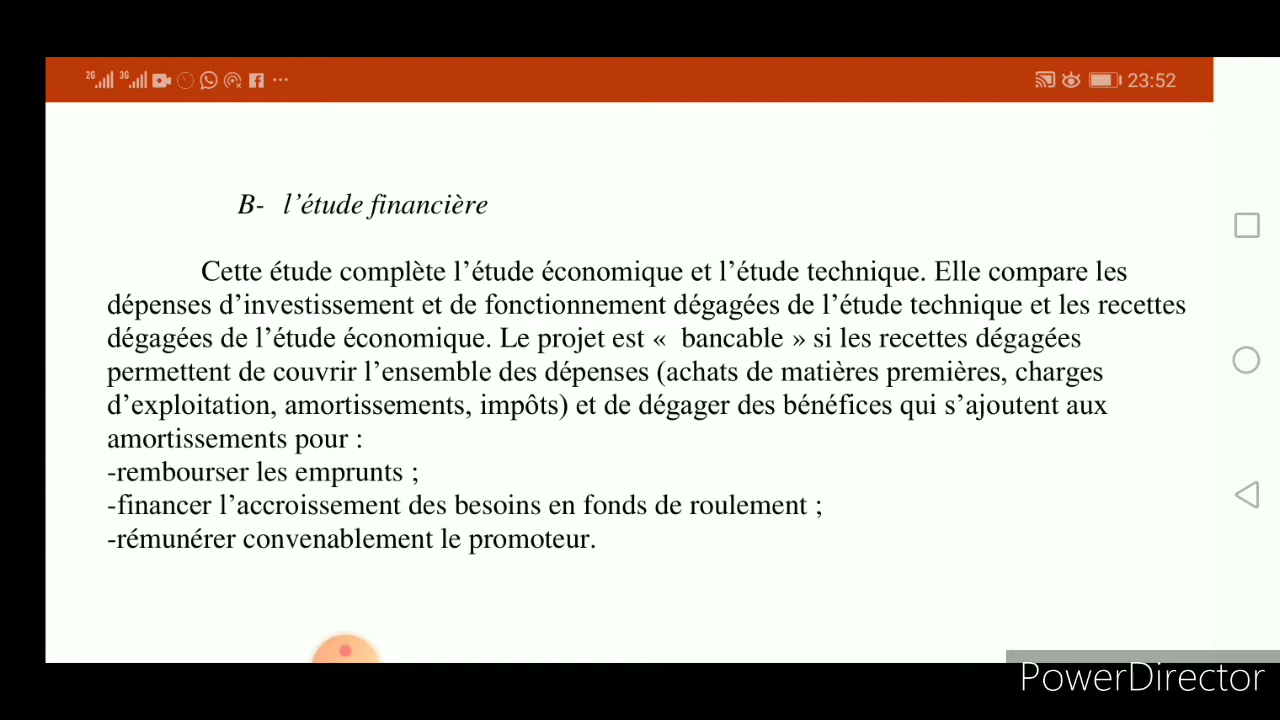 2G 3G 23:52
B- l’étude financière
Cette étude complète l’étude économique et l’étude technique. Elle compare les
dépenses d’investissement et de fonctionnement dégagées de l’étude technique et les recettes
dégagées de l’étude économique. Le projet est «  bancable » si les recettes dégagées
permettent de couvrir l’ensemble des dépenses (achats de matières premières, charges
d’exploitation, amortissements, impôts) et de dégager des bénéfices qui s’ajoutent aux
amortissements pour :
-rembourser les emprunts ;
-financer l’accroissement des besoins en fonds de roulement ;
-rémunérer convenablement le promoteur.
PowerDirector